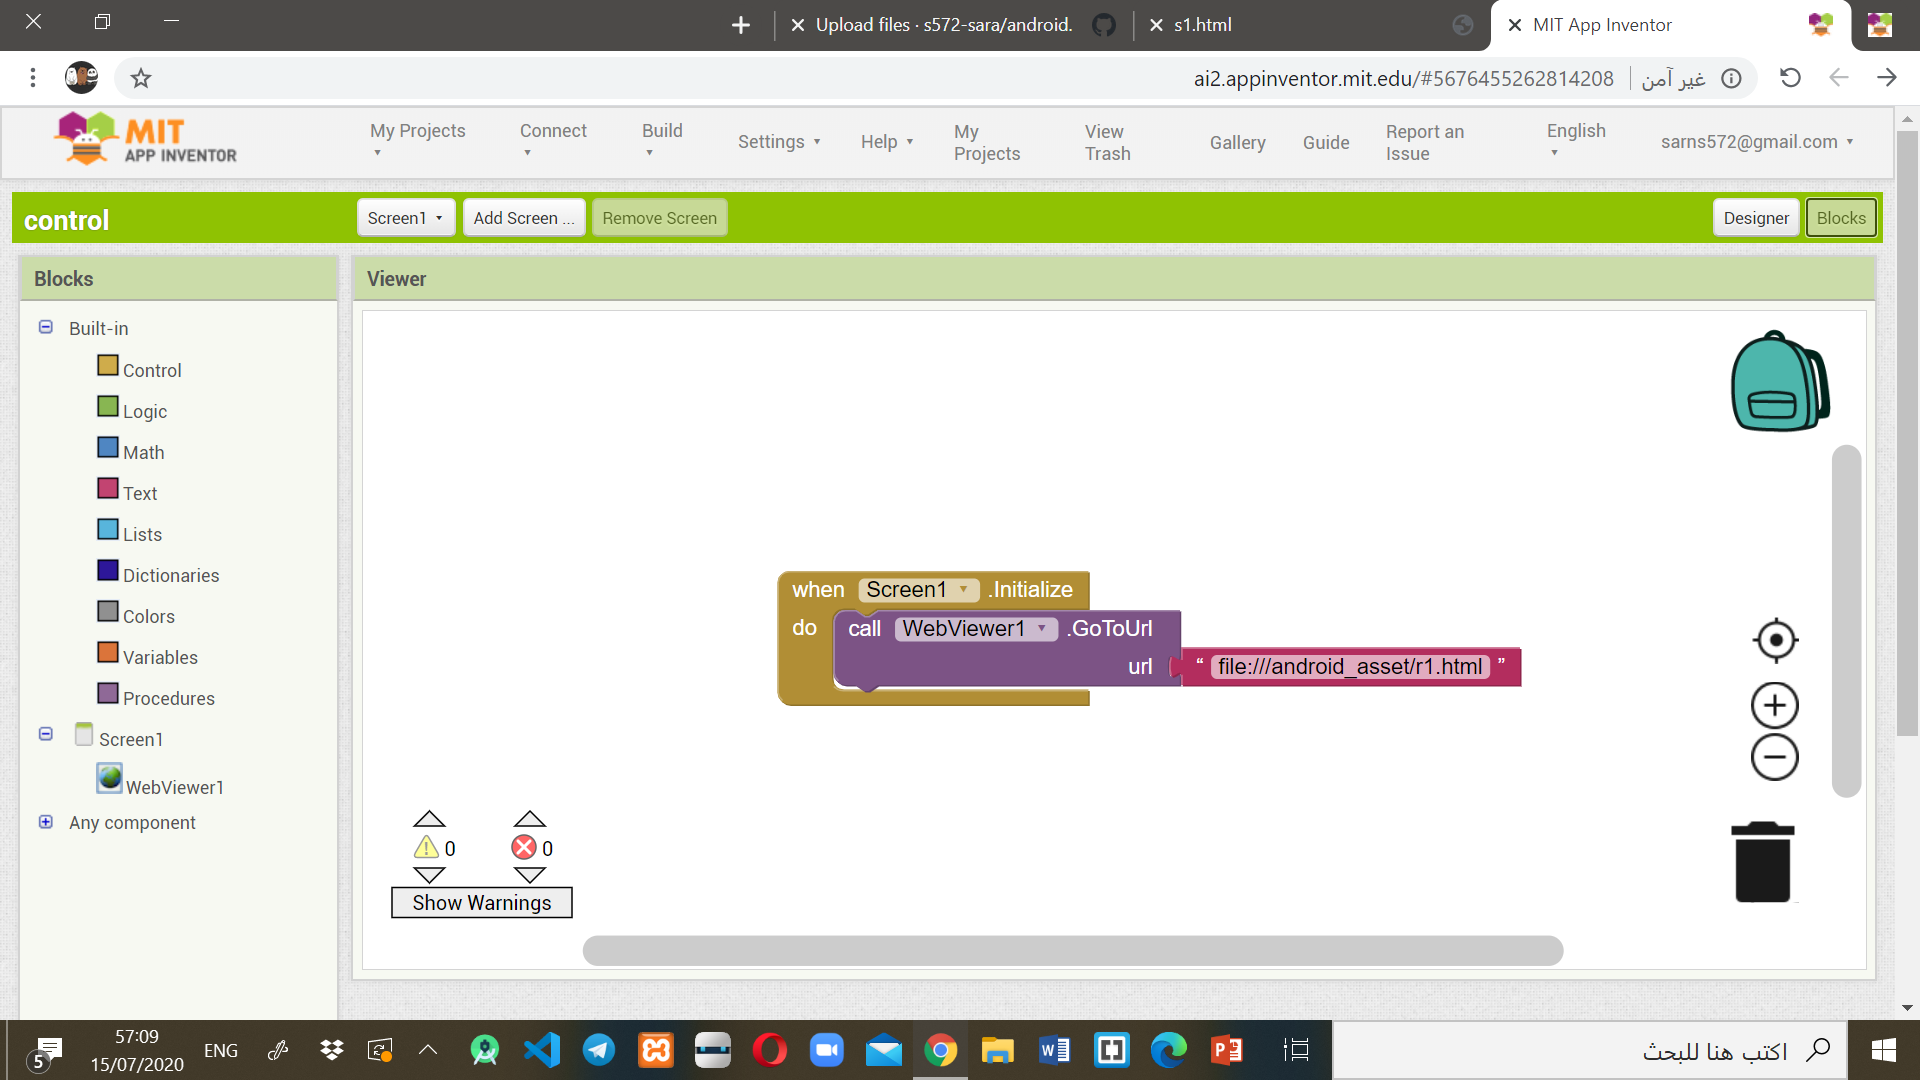 Upload files · s572-sara/android.
s1.html
MIT App Inventor
ai2.appinventor.mit.edu/#5676455262814208
غير آمن
MIT
APP INVENTOR
My Projects
Connect
Build
Settings
Help
My
Projects
View
Trash
Gallery
Guide
Report an
Issue
English
sarns572@gmail.com
control
Screen1
Add Screen ...
Remove Screen
Designer
Blocks
Blocks
Viewer
Built-in
Control
Logic
Math
Text
Lists
Dictionaries
Colors
Variables
Procedures
Screen1
WebViewer1
Any component
when Screen1 .Initialize
do call WebViewer1 .GoToUrl
url “ file:///android_asset/r1.html ”
0
0
Show Warnings
5
57:09
15/07/2020
ENG
اكتب هنا للبحث